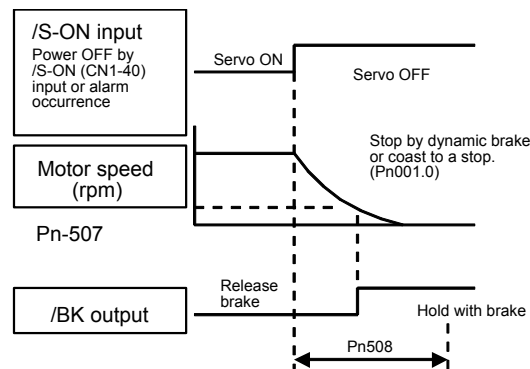 /S-ON input
Power OFF by
/S-ON (CN1-40)
input or alarm
occurrence
Servo ON
Servo OFF
Motor speed
(rpm)
Stop by dynamic brake
or coast to a stop.
(Pn001.0)
Pn-507
/BK output
Release
brake
Hold with brake
Pn508